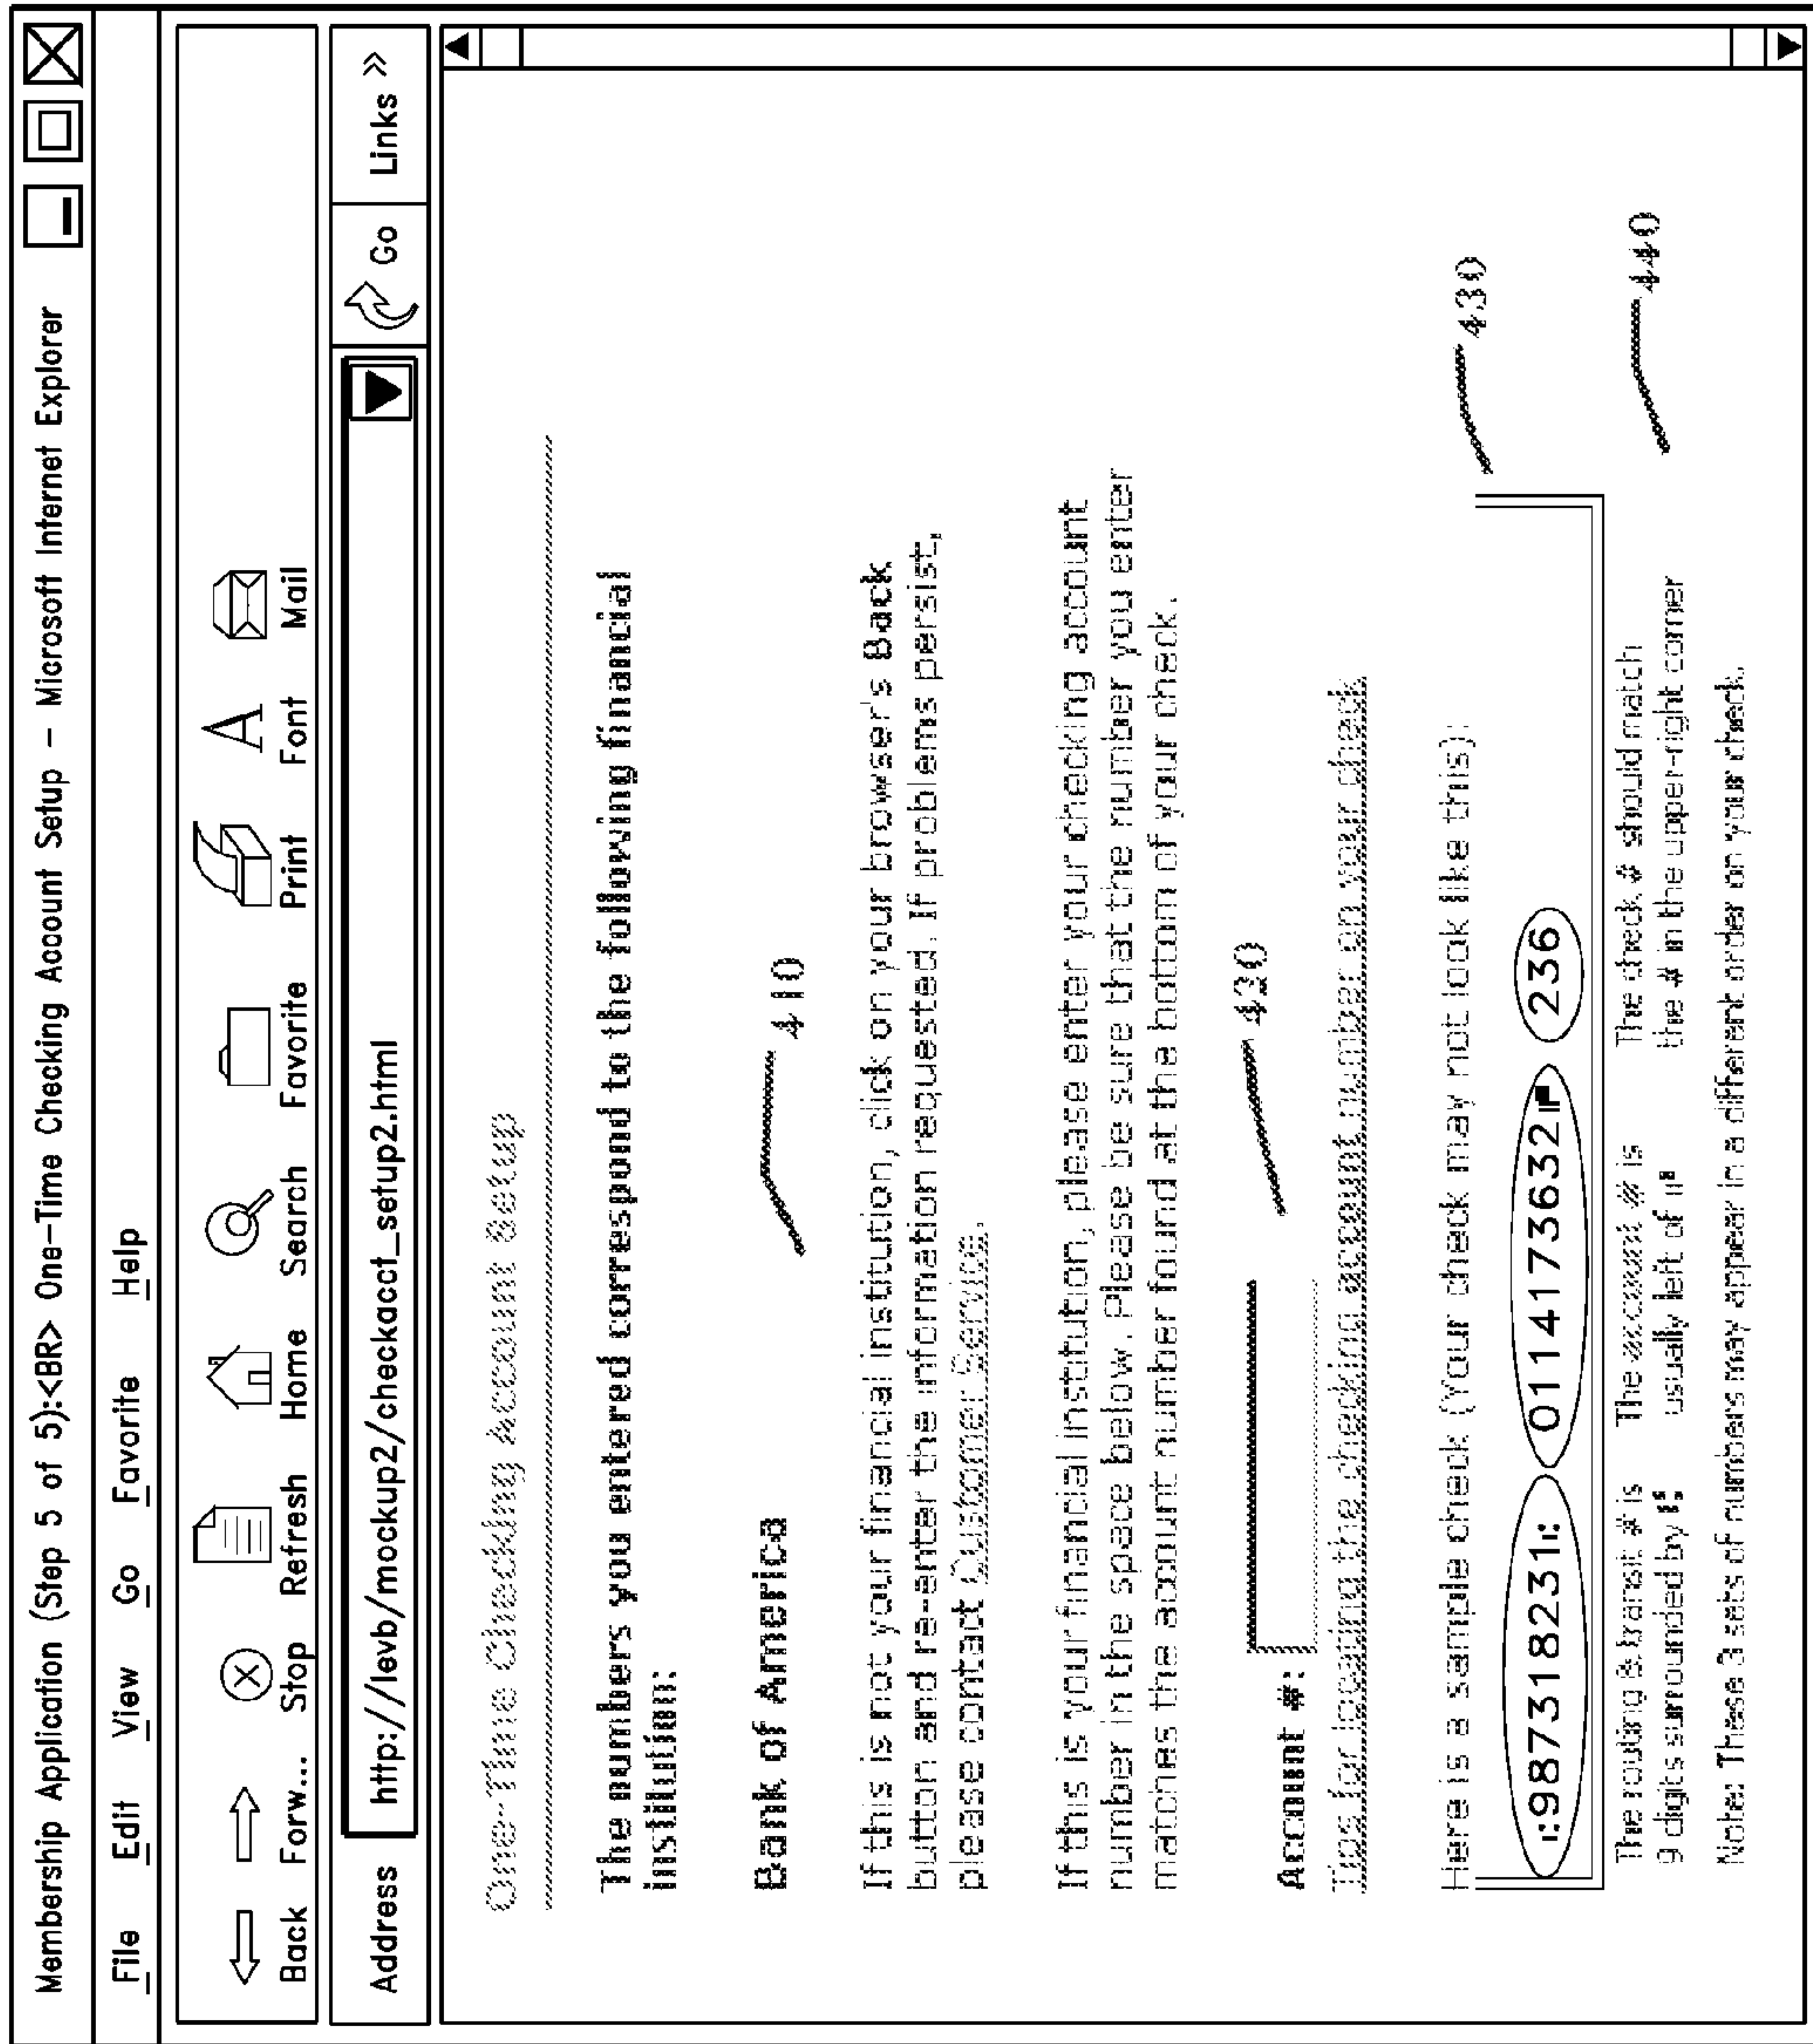 Membership Application (Step 5 of 5):<BR> One-Time Checking Account Setup - Microsoft Internet Explorer
File Edit View Go Favorite Help
Back Forw... Stop Refresh Home Search Favorite Print Font Mail
Address http://levb/mockup2/checkacct_setup2.html Go Links »
One-Time Checking Account Setup
The numbers you entered correspond to the following financial
institution:
Bank of America 410
If this is not your financial institution, click on your browser's Back
button and re-enter the information requested. If problems persist,
please contact Customer Service.
If this is your financial institution, please enter your checking account
number in the space below. Please be sure that the number you enter
matches the account number found at the bottom of your check.
Account #: 420
Tips for locating the checking account number on your check
Here is a sample check (Your check may not look like this): 430
⑆987318231⑆ 0114173632⑈ 236
The routing & transit # is The account # is The check # should match 440
9 digits surrounded by ⑆ usually left of ⑈ the # in the upper-right corner
Note: These 3 sets of numbers may appear in a different order on your check.